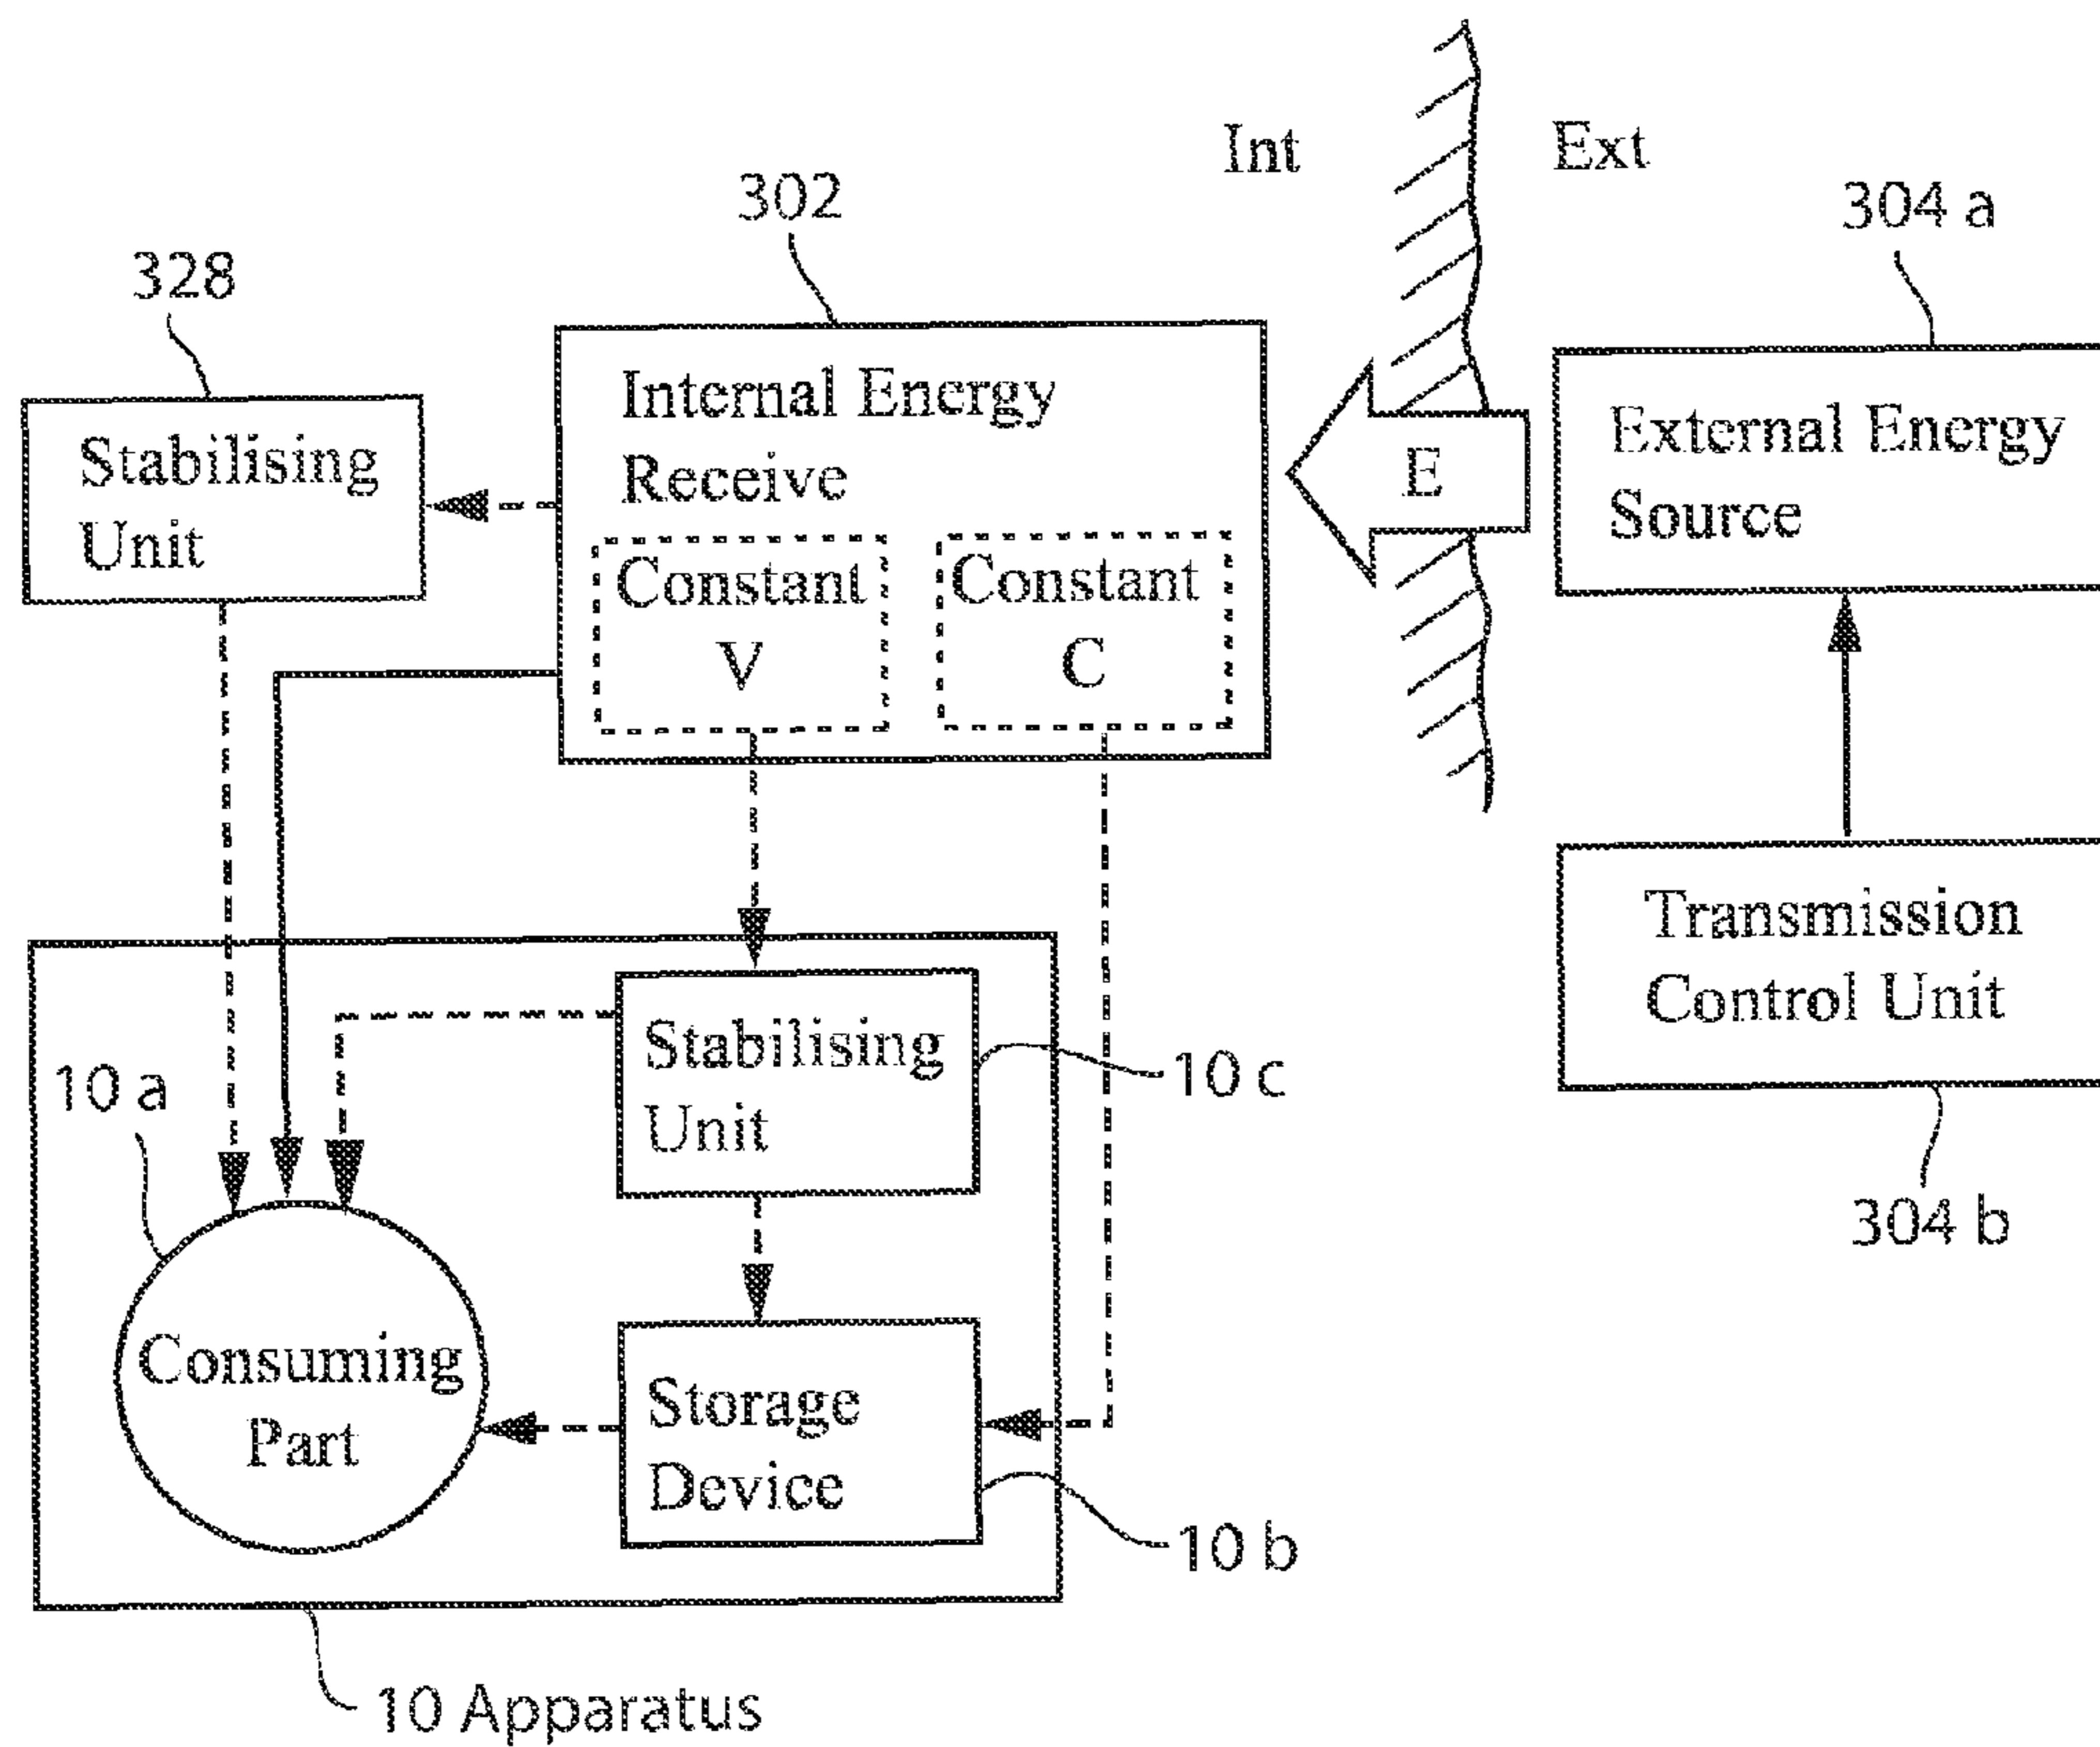 Int
Ext
302
304 a
328
Internal Energy
Receive
Constant
V
Constant
C
E
External Energy
Source
Stabilising
Unit
Transmission
Control Unit
304 b
10 a
Stabilising
Unit
10 c
Consuming
Part
Storage
Device
10 b
10 Apparatus